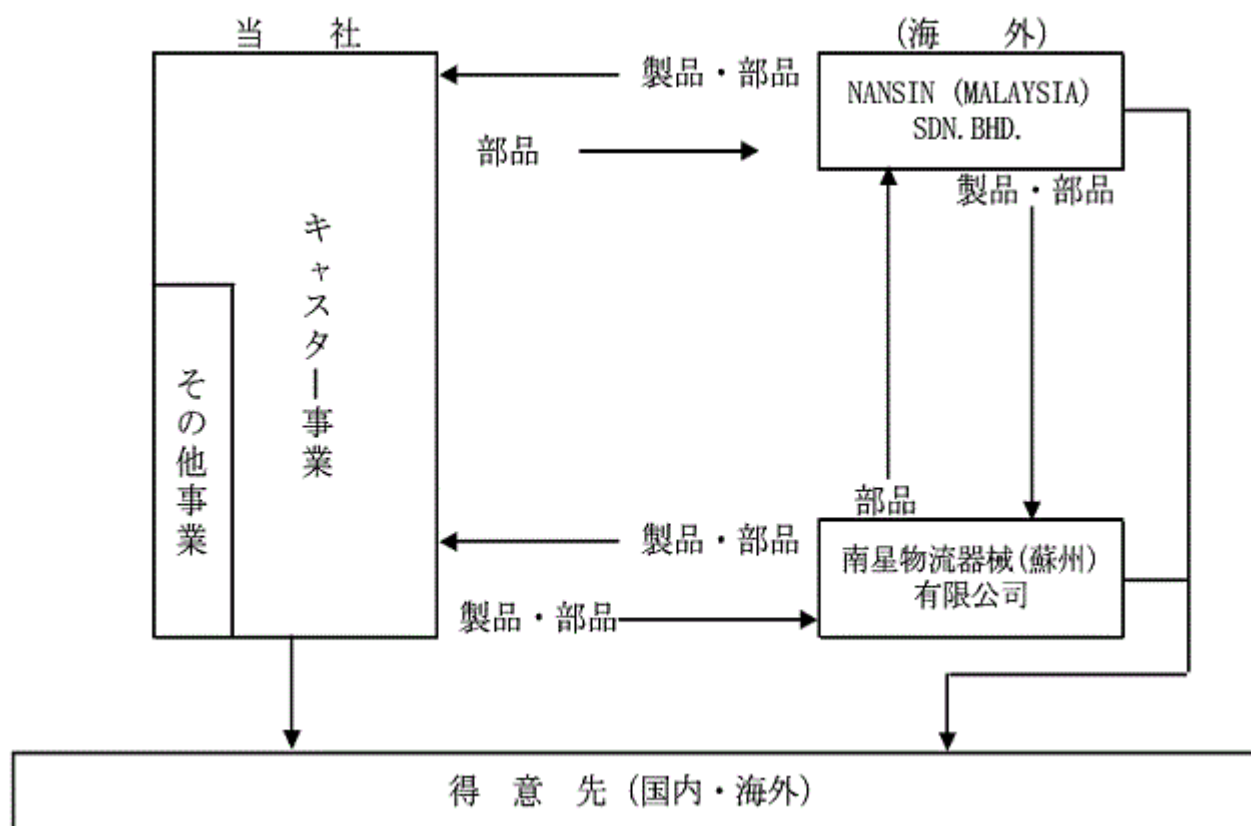 当　社
(海　外)
製品・部品
NANSIN (MALAYSIA)
SDN. BHD.
部品
製品・部品
キャスター事業
その他事業
部品
製品・部品
南星物流器械(蘇州)
有限公司
製品・部品
得　意　先 (国内・海外)